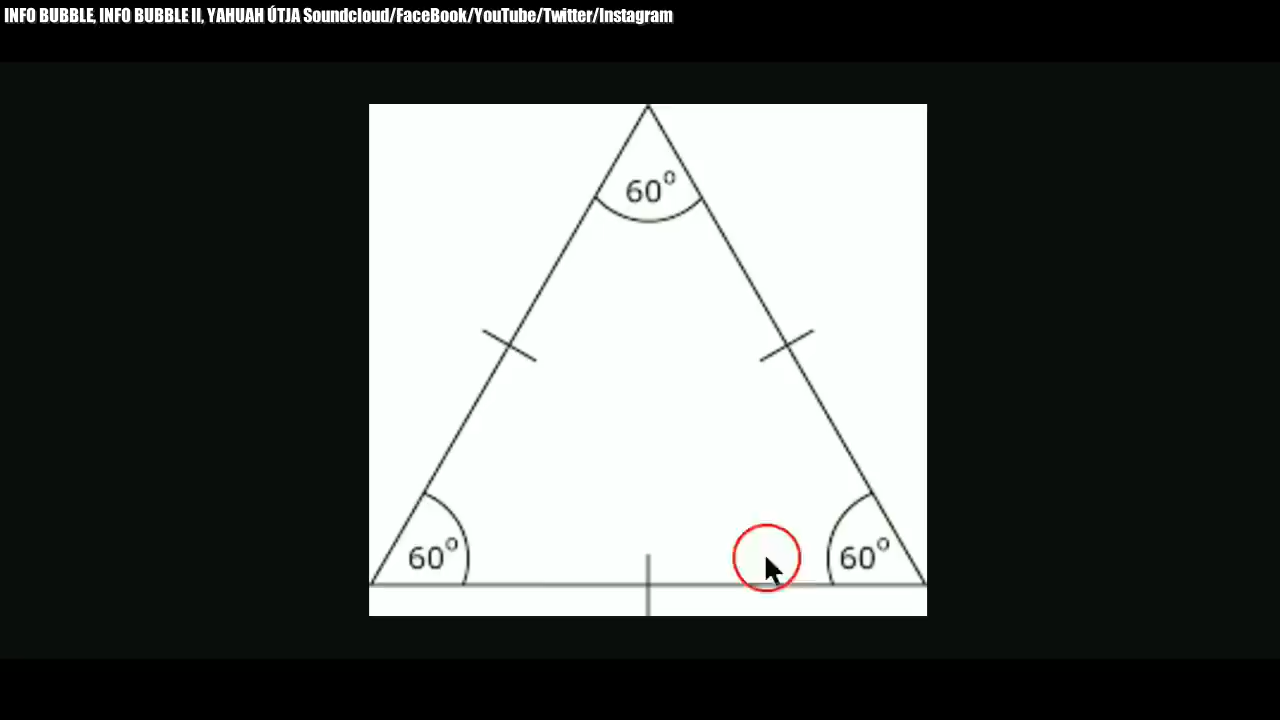 INFO BUBBLE, INFO BUBBLE II, YAHUAH ÚTJA Soundcloud/FaceBook/YouTube/Twitter/Instagram
60°
60°
60°